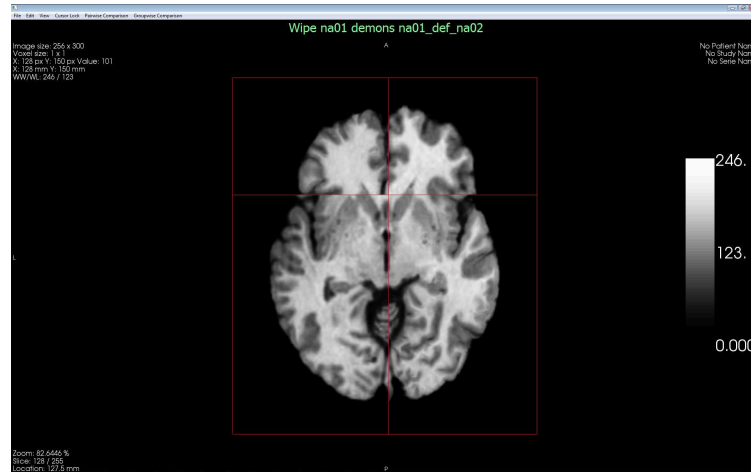 File Edit View Cursor Lock Pairwise Comparison Groupwise Comparison
Wipe na01 demons na01_def_na02
Image size: 256 x 300
Voxel size: 1 x 1
X: 128 px Y: 150 px Value: 101
X: 128 mm Y: 150 mm
WW/WL: 246 / 123
A
No Patient Nam
No Study Nam
No Serie Nam
246.
123.
0.000
L
Zoom: 82.6446 %
Slice: 128 / 255
Location: 127.5 mm
P